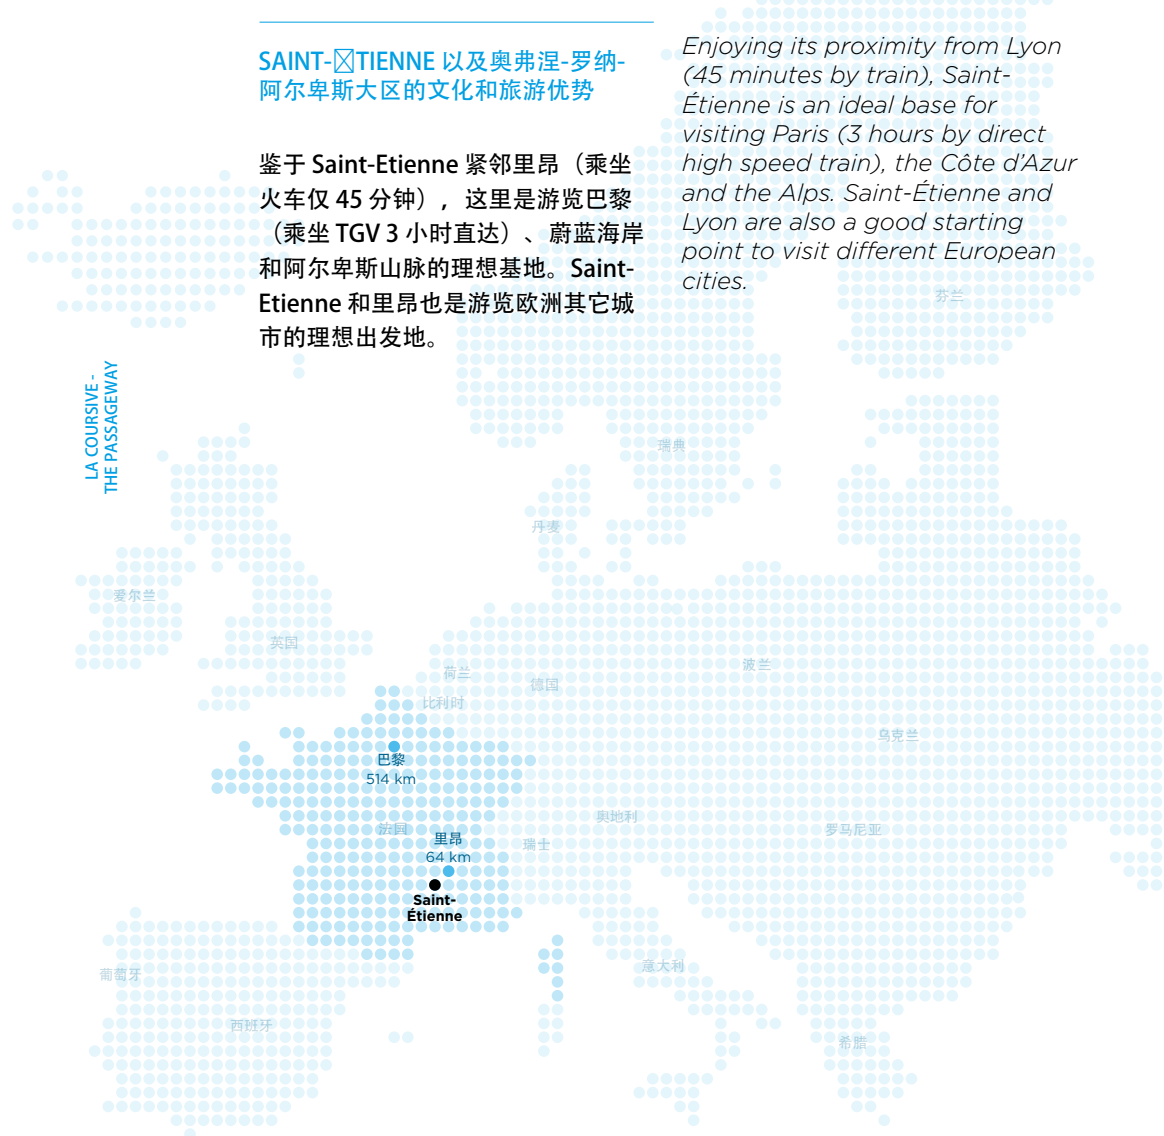 SAINT-☒TIENNE 以及奥弗涅-罗纳-
阿尔卑斯大区的文化和旅游优势
鉴于 Saint-Etienne 紧邻里昂（乘坐
火车仅 45 分钟），这里是游览巴黎
（乘坐 TGV 3 小时直达）、蔚蓝海岸
和阿尔卑斯山脉的理想基地。Saint-
Etienne 和里昂也是游览欧洲其它城
市的理想出发地。
Enjoying its proximity from Lyon
(45 minutes by train), Saint-
Étienne is an ideal base for
visiting Paris (3 hours by direct
high speed train), the Côte d’Azur
and the Alps. Saint-Étienne and
Lyon are also a good starting
point to visit different European
cities.
LA COURSIVE -
THE PASSAGEWAY
芬兰
瑞典
丹麦
爱尔兰
英国
荷兰
波兰
德国
比利时
乌克兰
巴黎
514 km
奥地利
法国
罗马尼亚
里昂
瑞士
64 km
Saint-
Étienne
意大利
葡萄牙
西班牙
希腊